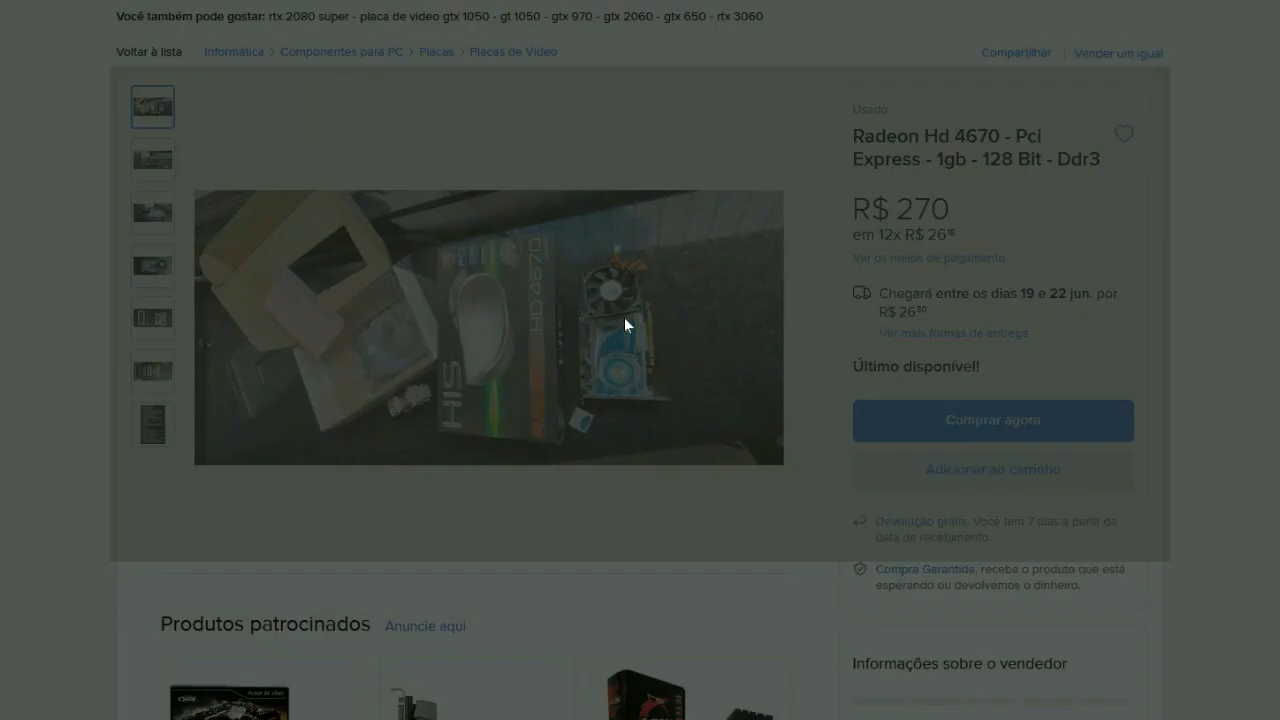 Você também pode gostar: rtx 2080 super - placa de video gtx 1050 - gt 1050 - gtx 970 - gtx 2060 - gtx 650 - rtx 3060
Voltar à lista Informática > Componentes para PC > Placas > Placas de Vídeo Compartilhar | Vender um igual
Usado
Radeon Hd 4670 - Pci
Express - 1gb - 128 Bit - Ddr3
R$ 270
em 12x R$ 26
Ver os meios de pagamento
Chegará entre os dias 19 e 22 jun. por
R$ 26
Ver mais formas de entrega
Último disponível!
Comprar agora
Adicionar ao carrinho
Devolução grátis. Você tem 7 dias a partir da
data de recebimento.
Compra Garantida, receba o produto que está
esperando ou devolvemos o dinheiro.
HIS
HD 4670
Produtos patrocinados Anuncie aqui
Informações sobre o vendedor
PLACA DE VÍDEO